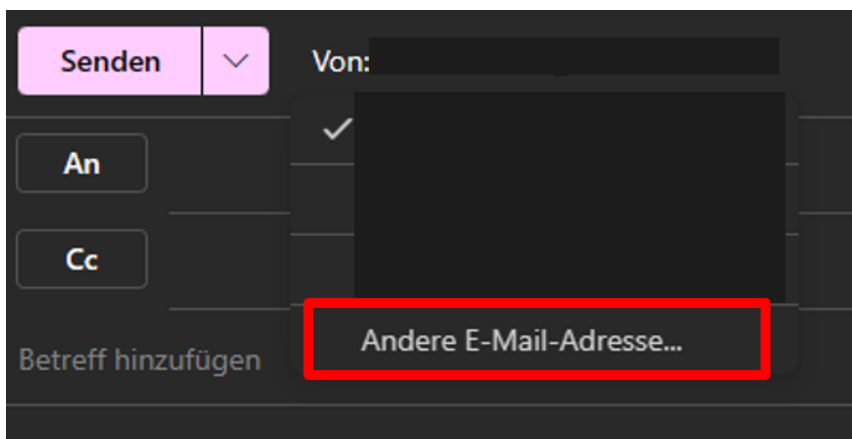 Senden
Von:
An
Cc
Andere E-Mail-Adresse...
Betreff hinzufügen